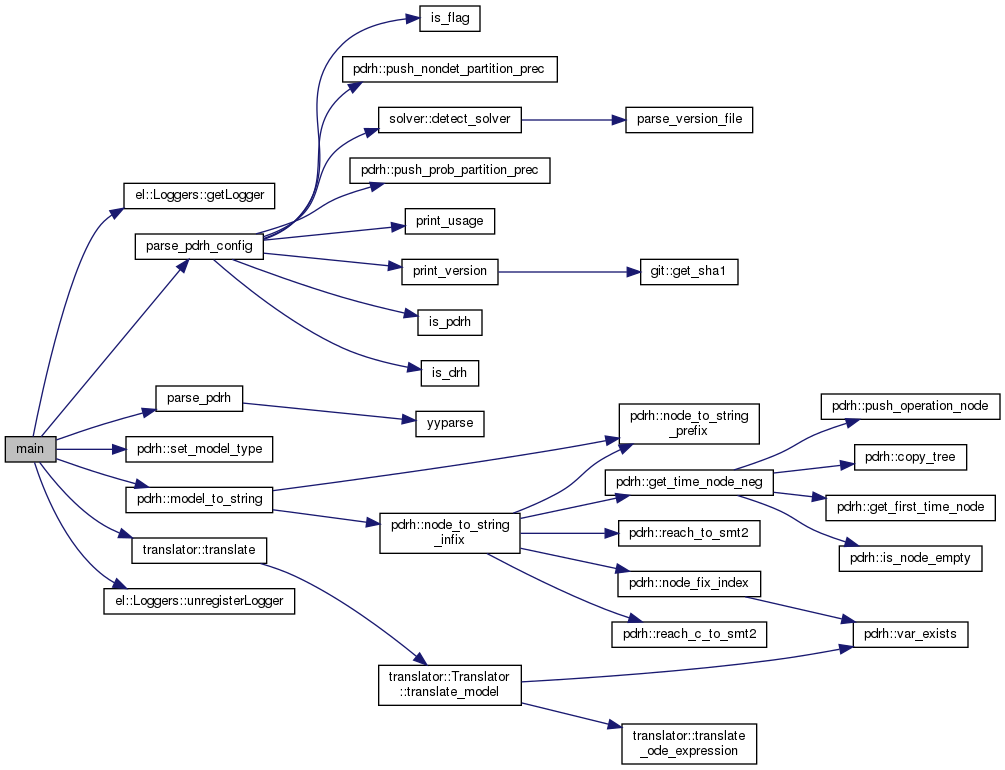 is_flag
pdrh::push_nondet_partition_prec
solver::detect_solver
parse_version_file
pdrh::push_prob_partition_prec
el::Loggers::getLogger
print_usage
parse_pdrh_config
print_version
git::get_sha1
is_pdrh
is_drh
parse_pdrh
yyparse
main
pdrh::set_model_type
pdrh::model_to_string
pdrh::node_to_string
_prefix
pdrh::push_operation_node
pdrh::copy_tree
pdrh::get_time_node_neg
pdrh::get_first_time_node
pdrh::node_to_string
_infix
pdrh::reach_to_smt2
pdrh::is_node_empty
translator::translate
pdrh::node_fix_index
el::Loggers::unregisterLogger
pdrh::reach_c_to_smt2
pdrh::var_exists
translator::Translator
::translate_model
translator::translate
_ode_expression